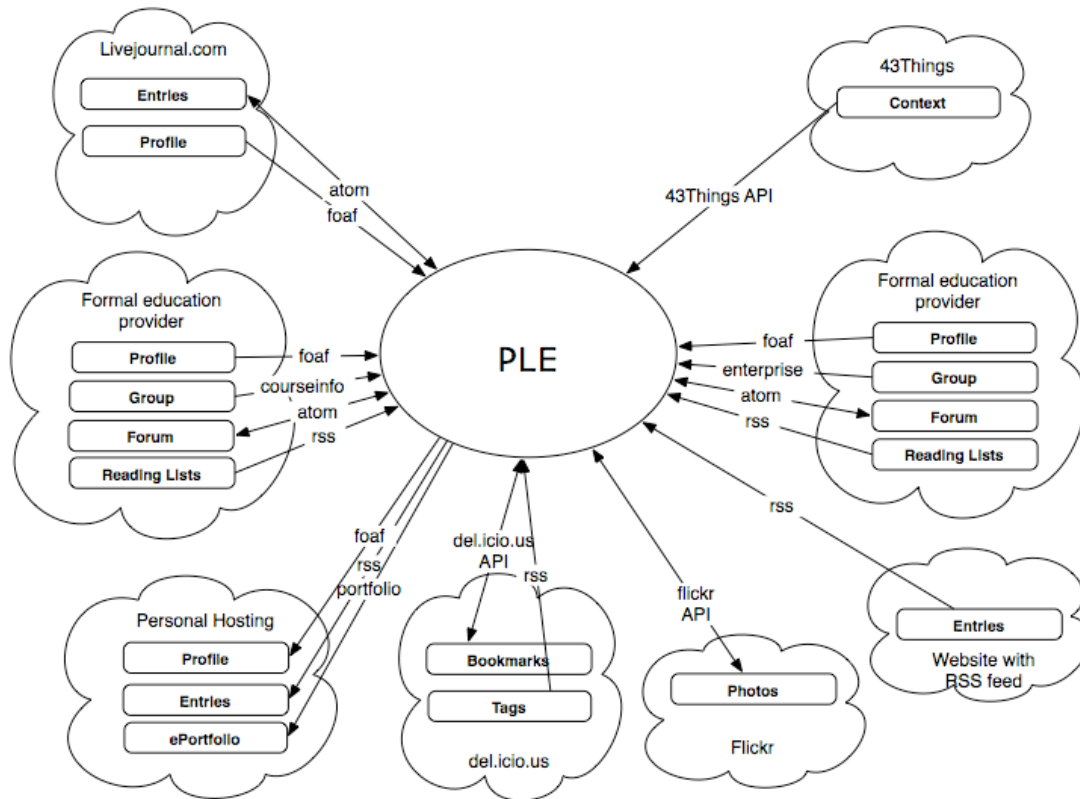 Livejournal.com
Entries
Profile
atom
foaf
43Things
Context
43Things API
Formal education
provider
Profile
Group
Forum
Reading Lists
foaf
courseinfo
atom
rss
PLE
Formal education
provider
Profile
Group
Forum
Reading Lists
foaf
enterprise
atom
rss
foaf
rss
portfolio
Personal Hosting
Profile
Entries
ePortfolio
del.icio.us
API
rss
Bookmarks
Tags
del.icio.us
flickr
API
Photos
Flickr
rss
Entries
Website with
RSS feed